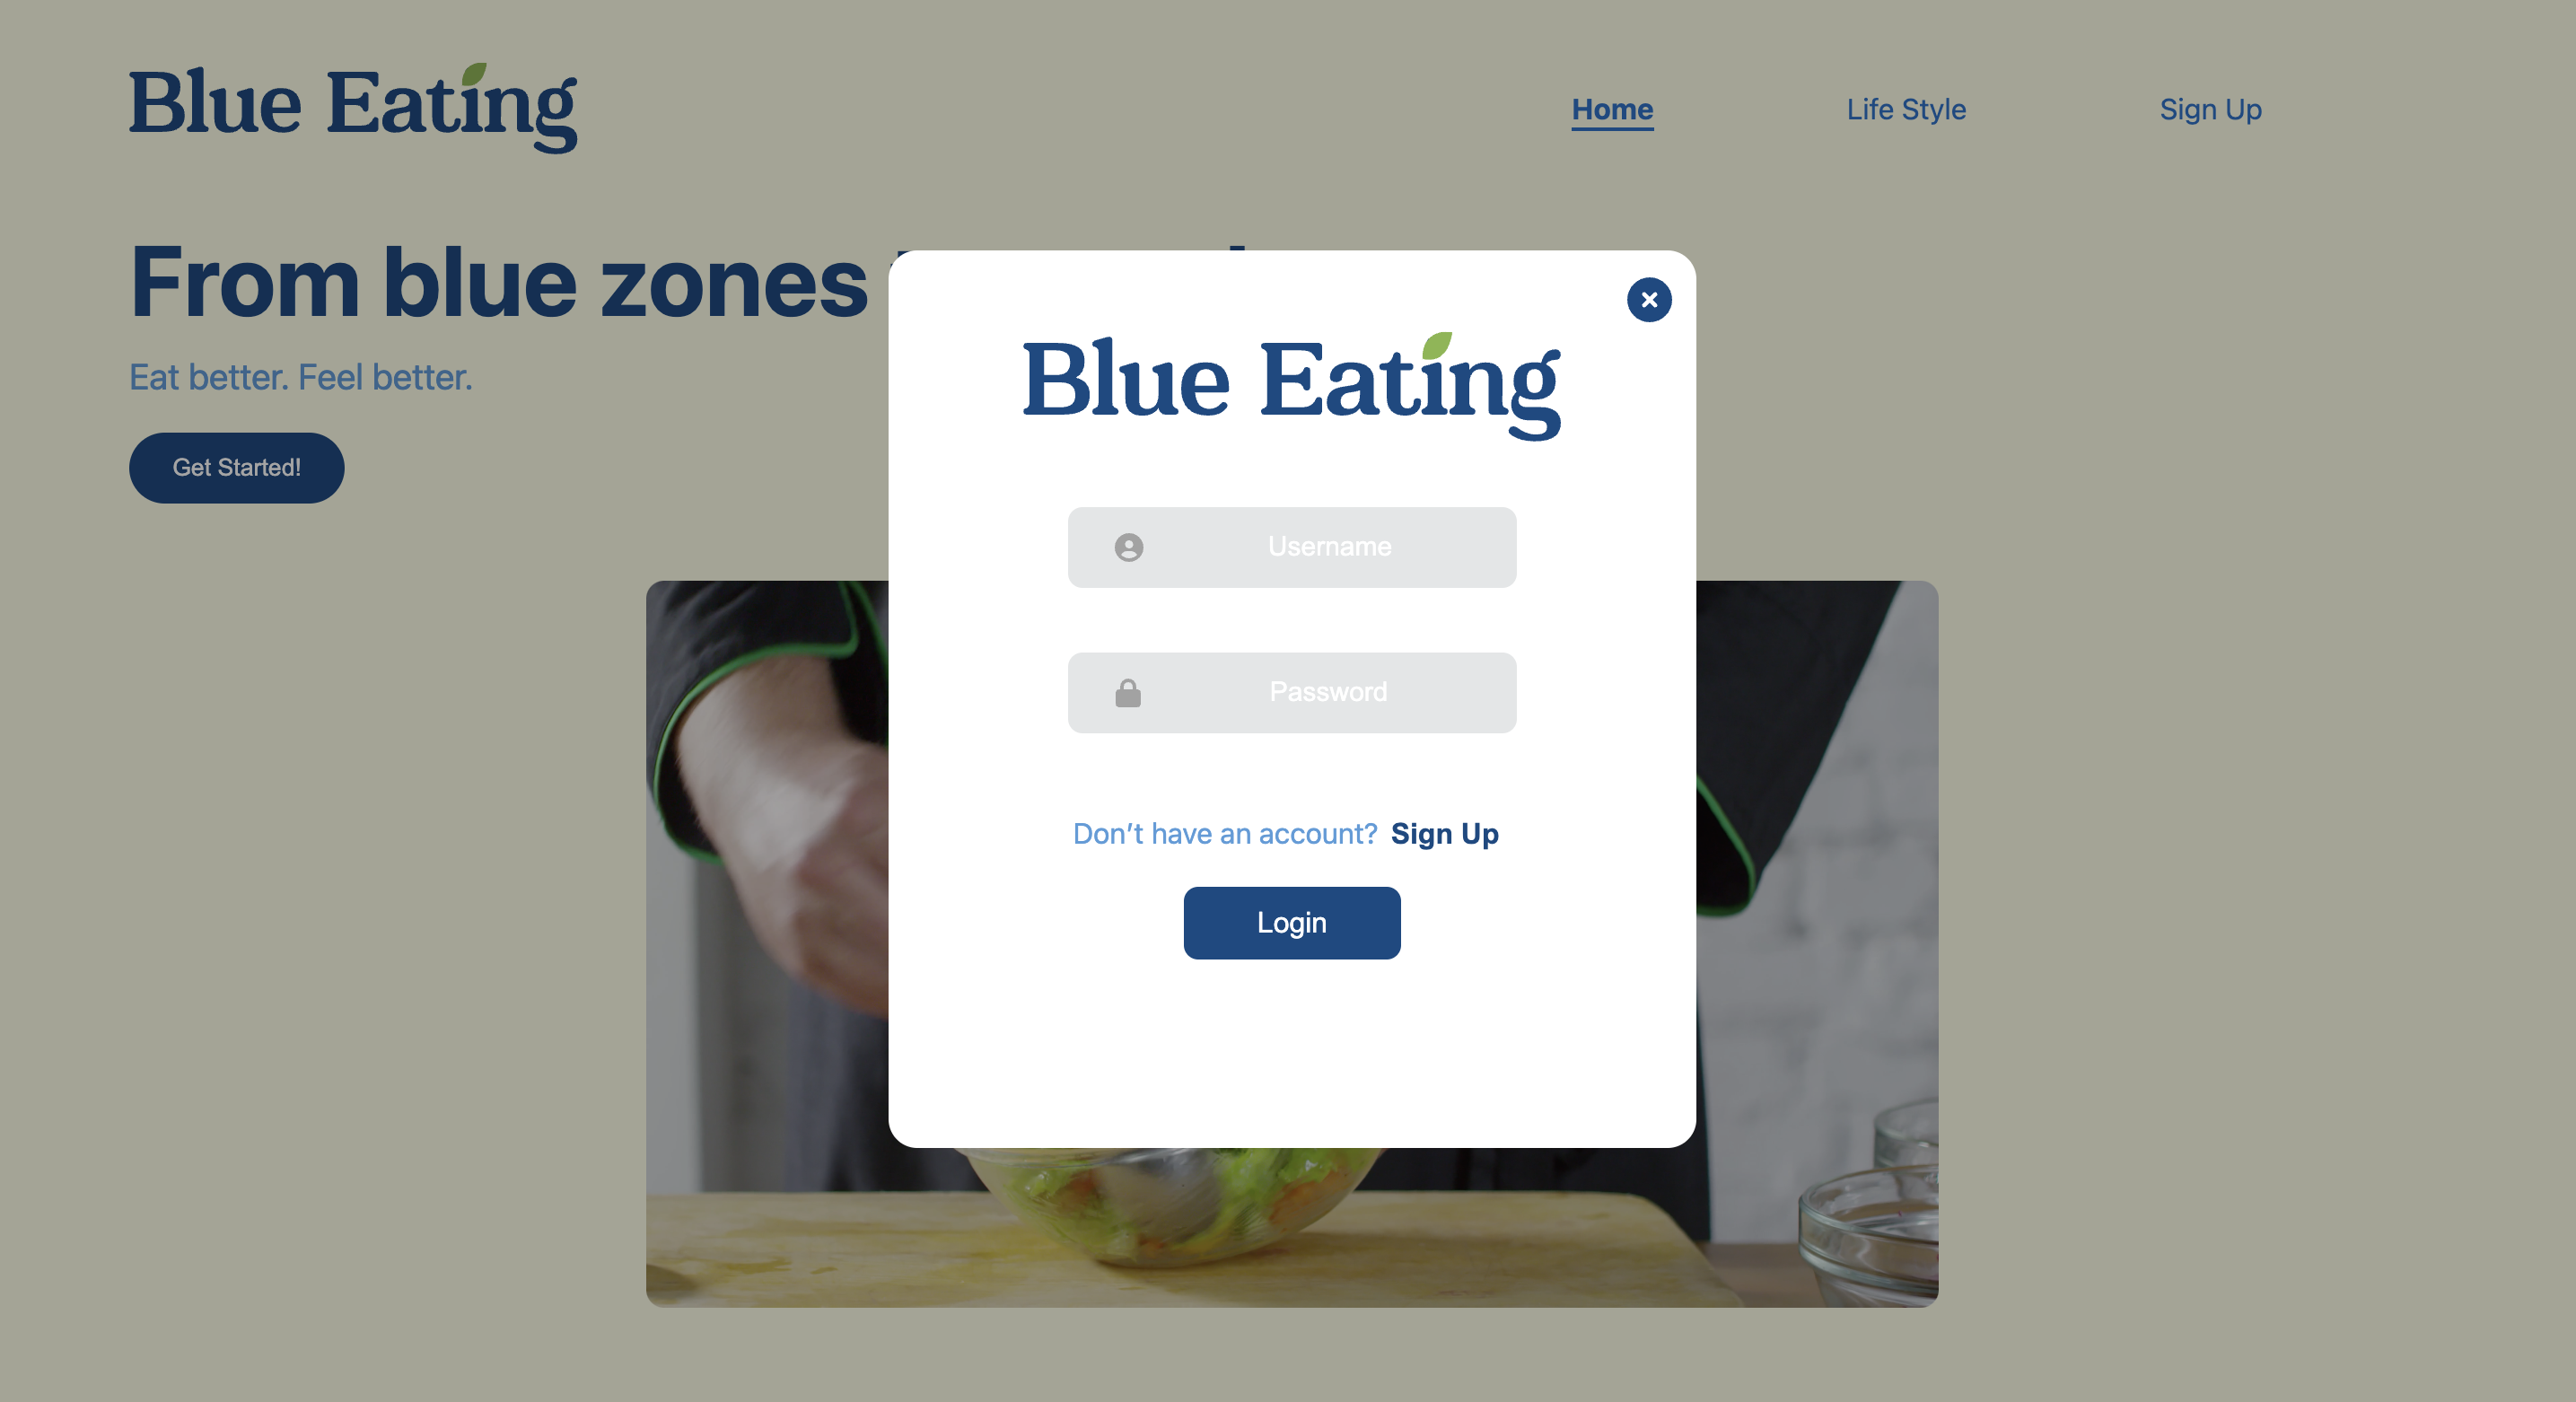 Blue Eating
Home
Life Style
Sign Up
From blue zones
Eat better. Feel better.
Get Started!
Blue Eating
Username
Password
Don’t have an account? Sign Up
Login